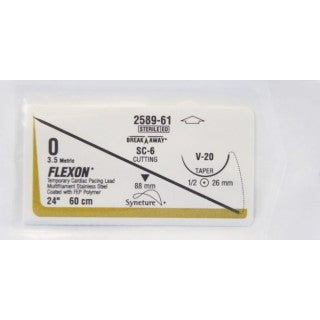 2589-61
STERILE EO
BREAK AWAY®
0
3.5 Metric
SC-6
CUTTING
V-20
TAPER
FLEXON*
Temporary Cardiac Pacing Lead
Multifilament Stainless Steel
Coated with FEP Polymer
88 mm
1/2 26 mm
24" 60 cm
Syneture™